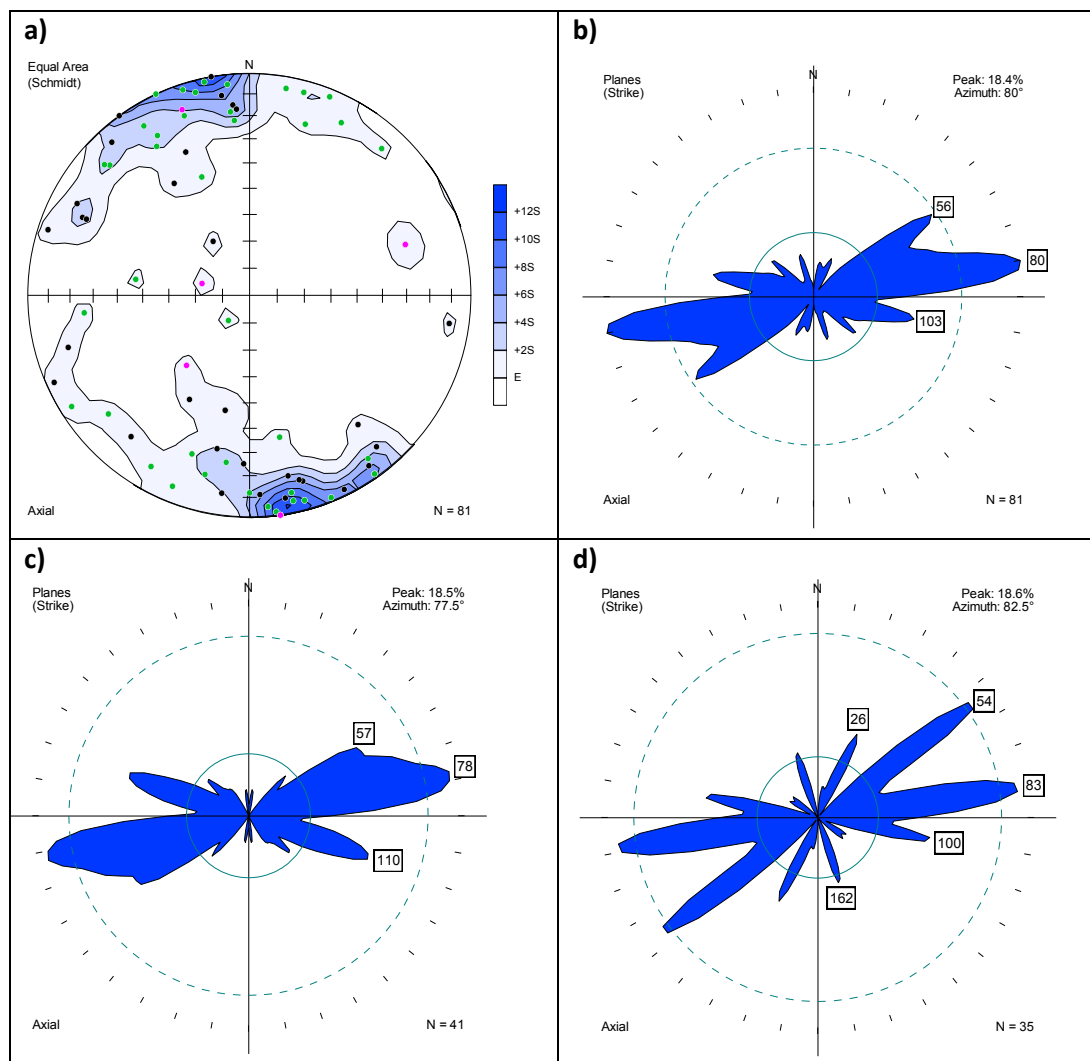 a)
Equal Area
(Schmidt)
N
+12S
+10S
+8S
+6S
+4S
+2S
E
Axial
N = 81
b)
Planes
(Strike)
N
Peak: 18.4%
Azimuth: 80°
56
80
103
Axial
N = 81
c)
Planes
(Strike)
N
Peak: 18.5%
Azimuth: 77.5°
57
78
110
Axial
N = 41
d)
Planes
(Strike)
N
Peak: 18.6%
Azimuth: 82.5°
26
54
83
100
162
Axial
N = 35